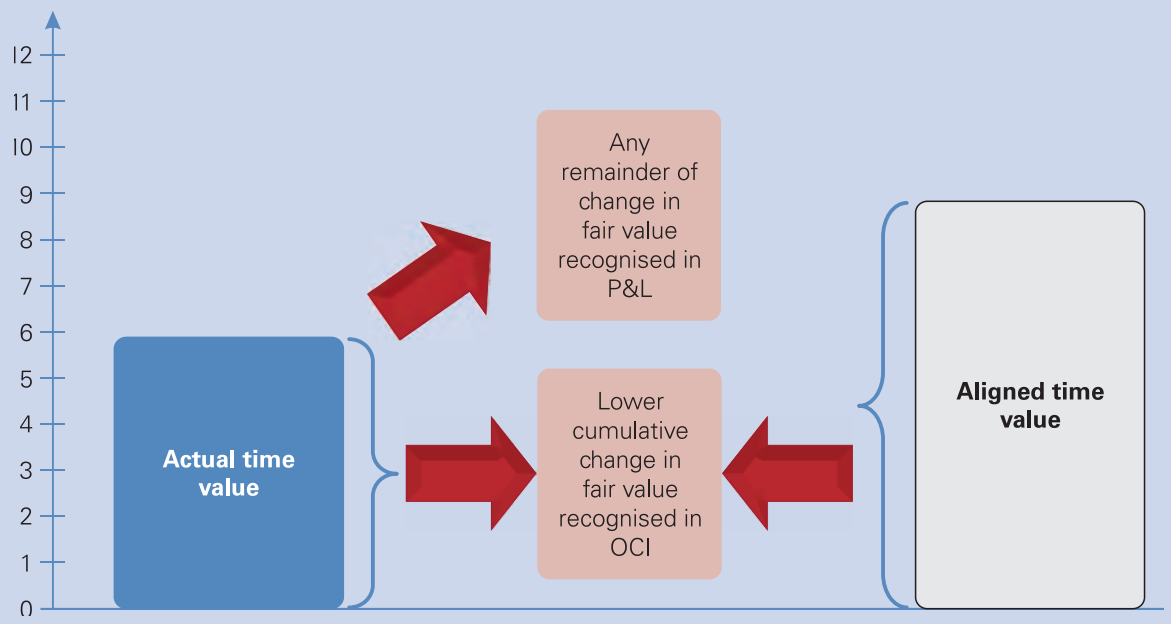 12
11
10
9
8
7
6
5
4
3
2
1
0
Actual time
value
Any
remainder of
change in
fair value
recognised in
P&L
Lower
cumulative
change in
fair value
recognised in
OCI
Aligned time
value